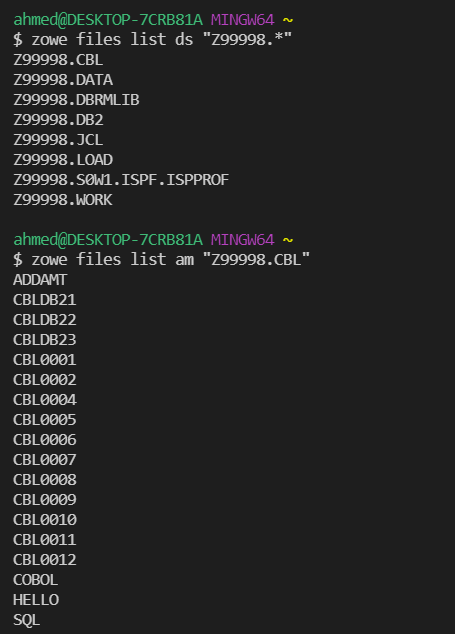 ahmed@DESKTOP-7CRB81A MINGW64 ~
$ zowe files list ds "Z99998.*"
Z99998.CBL
Z99998.DATA
Z99998.DBRMLIB
Z99998.DB2
Z99998.JCL
Z99998.LOAD
Z99998.S0W1.ISPF.ISPPROF
Z99998.WORK
ahmed@DESKTOP-7CRB81A MINGW64 ~
$ zowe files list am "Z99998.CBL"
ADDAMT
CBLDB21
CBLDB22
CBLDB23
CBL0001
CBL0002
CBL0004
CBL0005
CBL0006
CBL0007
CBL0008
CBL0009
CBL0010
CBL0011
CBL0012
COBOL
HELLO
SQL